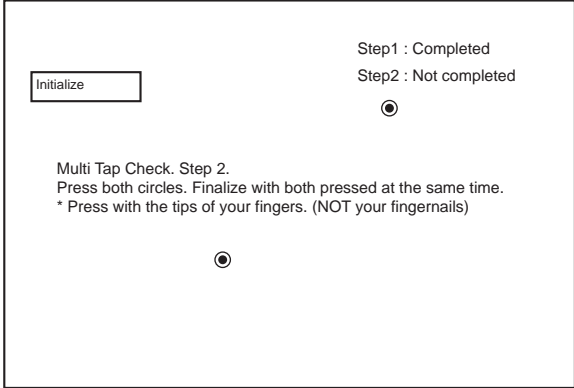 Step1 : Completed
Step2 : Not completed
Initialize
Multi Tap Check. Step 2.
Press both circles. Finalize with both pressed at the same time.
* Press with the tips of your fingers. (NOT your fingernails)